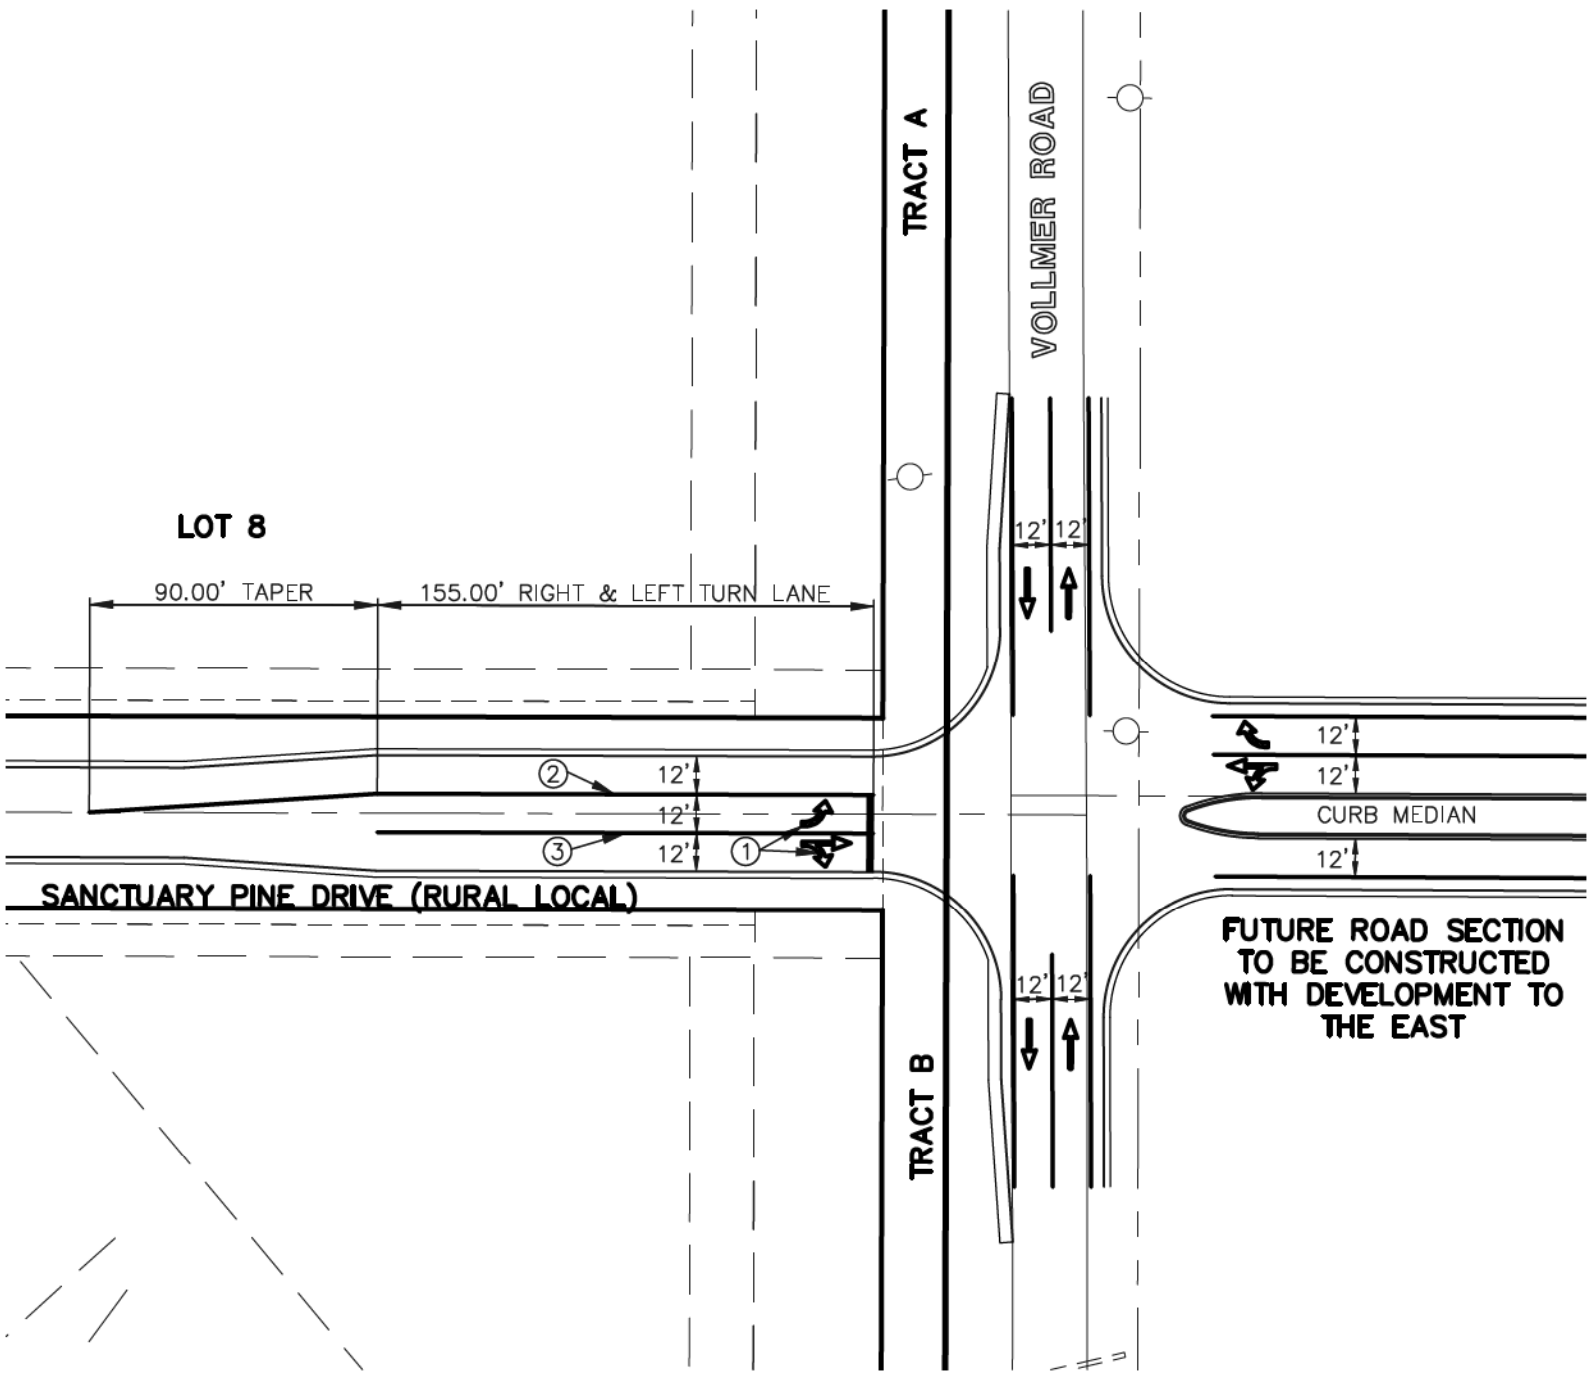 TRACT A
VOLLMER ROAD
LOT 8
12' 12'
90.00' TAPER
155.00' RIGHT & LEFT TURN LANE
2
12'
12'
12'
3
1
12'
12'
CURB MEDIAN
12'
SANCTUARY PINE DRIVE (RURAL LOCAL)
FUTURE ROAD SECTION
TO BE CONSTRUCTED
WITH DEVELOPMENT TO
THE EAST
12' 12'
TRACT B